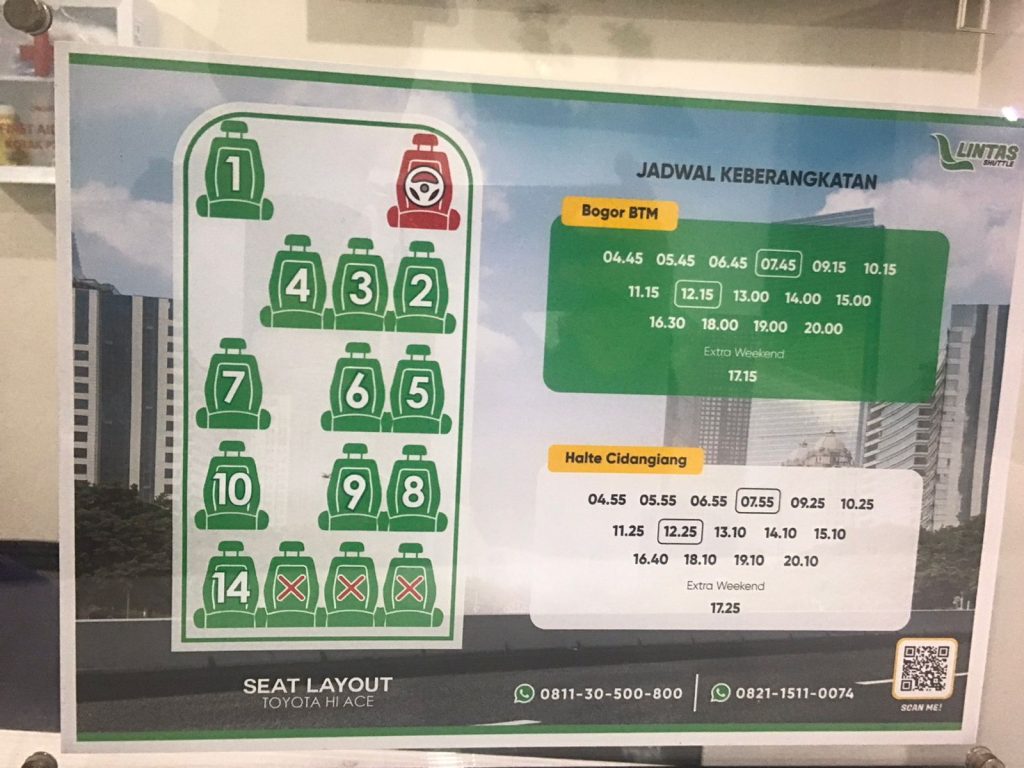 FIRST AID
KOTAK P
LINTAS
SHUTTLE
1
4 3 2
7 6 5
10 9 8
14
SEAT LAYOUT
TOYOTA HI ACE
JADWAL KEBERANGKATAN
Bogor BTM
04.45 05.45 06.45 07.45 09.15 10.15
11.15 12.15 13.00 14.00 15.00
16.30 18.00 19.00 20.00
Extra Weekend
17.15
Halte Cidangiang
04.55 05.55 06.55 07.55 09.25 10.25
11.25 12.25 13.10 14.10 15.10
16.40 18.10 19.10 20.10
Extra Weekend
17.25
0811-30-500-800 0821-1511-0074
SCAN ME!